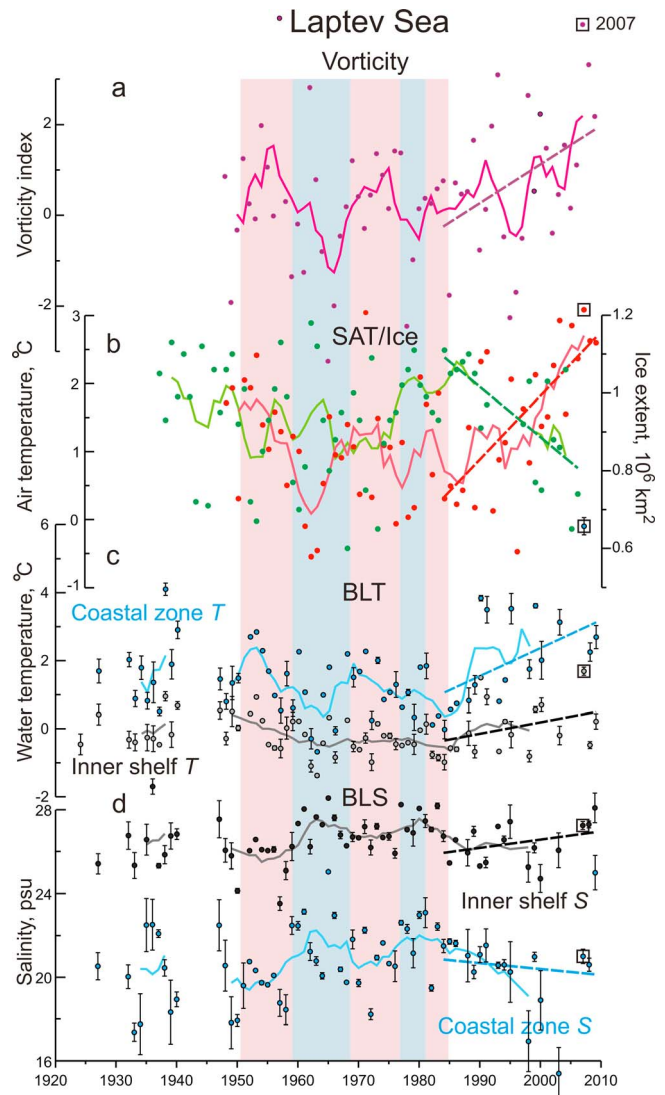 Laptev Sea
2007
Vorticity
a
Vorticity index
2
0
-2
b
SAT/Ice
Air temperature, °C
3
2
1
0
-1
Ice extent, 10⁶ km²
1.2
1
0.8
0.6
c
BLT
Water temperature, °C
6
4
2
0
-2
Coastal zone T
Inner shelf T
d
BLS
Salinity, psu
28
26
24
22
20
16
Inner shelf S
Coastal zone S
1920 1930 1940 1950 1960 1970 1980 1990 2000 2010